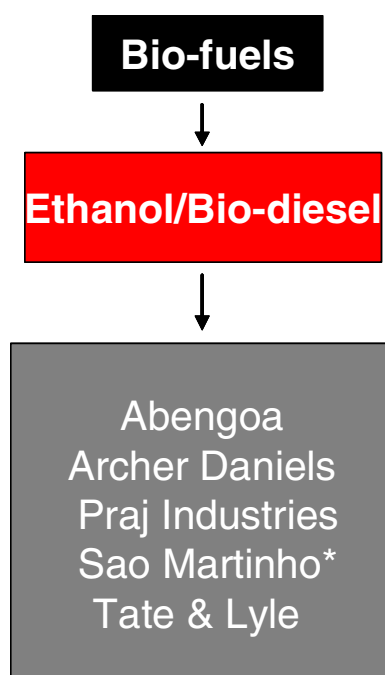 Bio-fuels
Ethanol/Bio-diesel
Abengoa
Archer Daniels
Praj Industries
Sao Martinho*
Tate & Lyle